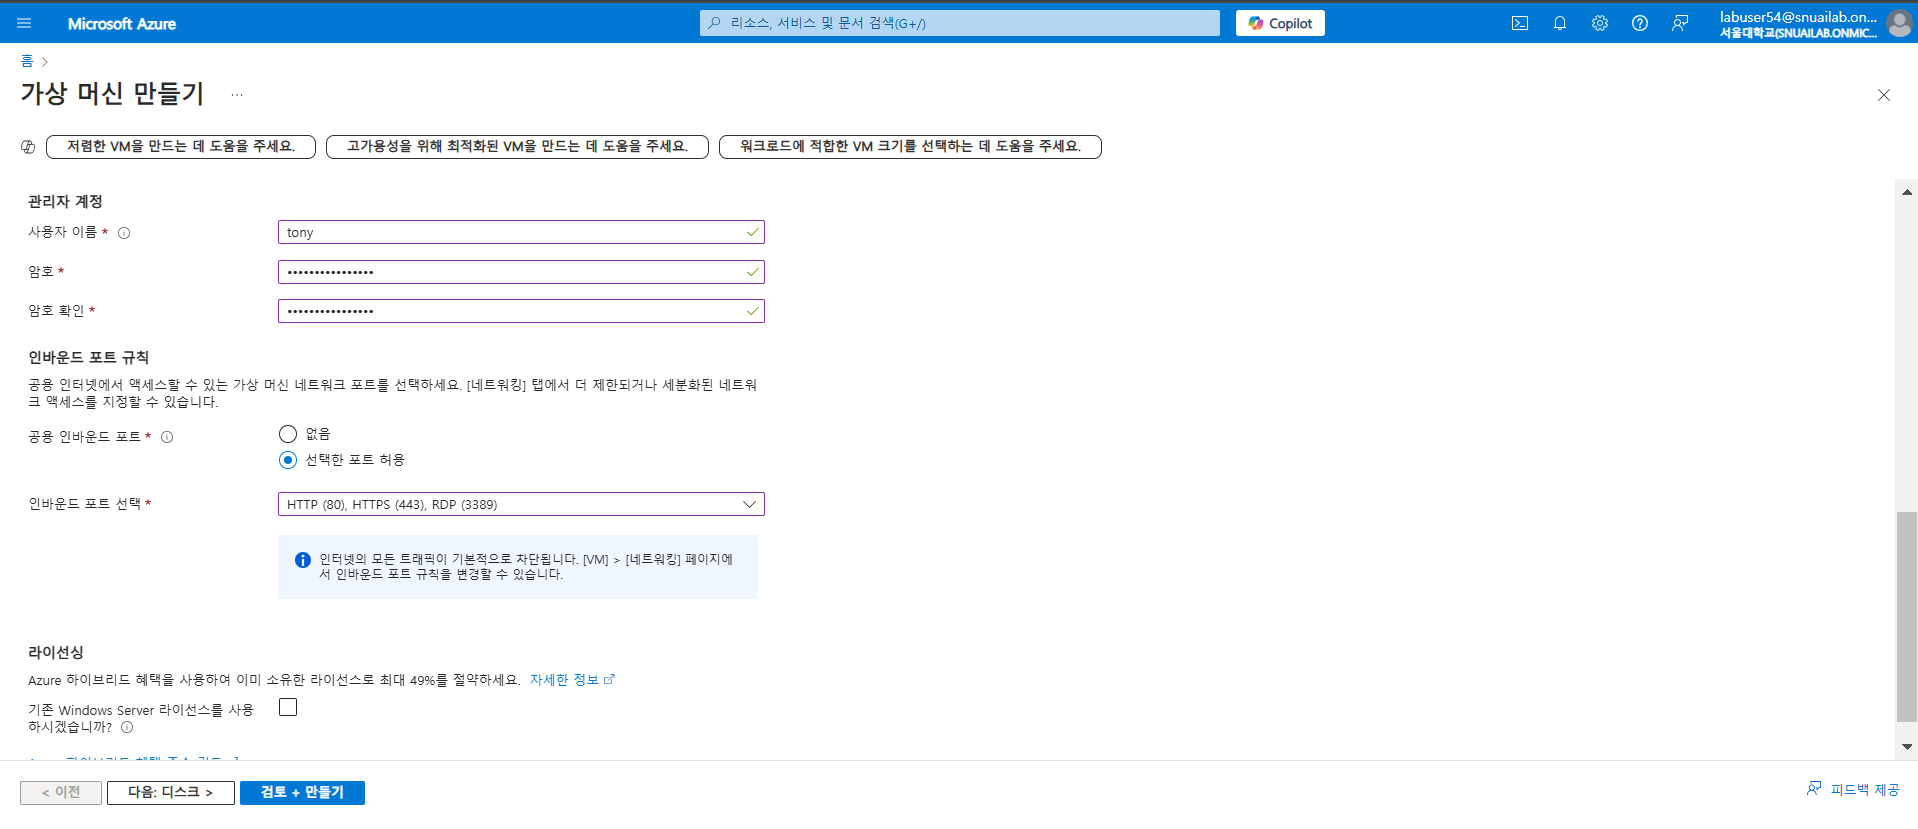 Microsoft Azure
리소스, 서비스 및 문서 검색(G+/)
Copilot
labuser54@snuailab.on...
서울대학교(SNUAILAB.ONMIC...
홈 >
가상 머신 만들기 ...
저렴한 VM을 만드는 데 도움을 주세요.
고가용성을 위해 최적화된 VM을 만드는 데 도움을 주세요.
워크로드에 적합한 VM 크기를 선택하는 데 도움을 주세요.
관리자 계정
사용자 이름 *
tony
암호 *
••••••••••••••••
암호 확인 *
••••••••••••••••
인바운드 포트 규칙
공용 인터넷에서 액세스할 수 있는 가상 머신 네트워크 포트를 선택하세요. [네트워킹] 탭에서 더 제한되거나 세분화된 네트워
크 액세스를 지정할 수 있습니다.
공용 인바운드 포트 *
없음
선택한 포트 허용
인바운드 포트 선택 *
HTTP (80), HTTPS (443), RDP (3389)
인터넷의 모든 트래픽이 기본적으로 차단됩니다. [VM] > [네트워킹] 페이지에
서 인바운드 포트 규칙을 변경할 수 있습니다.
라이선싱
Azure 하이브리드 혜택을 사용하여 이미 소유한 라이선스로 최대 49%를 절약하세요. 자세한 정보
기존 Windows Server 라이선스를 사용
하시겠습니까?
< 이전
다음: 디스크 >
검토 + 만들기
피드백 제공